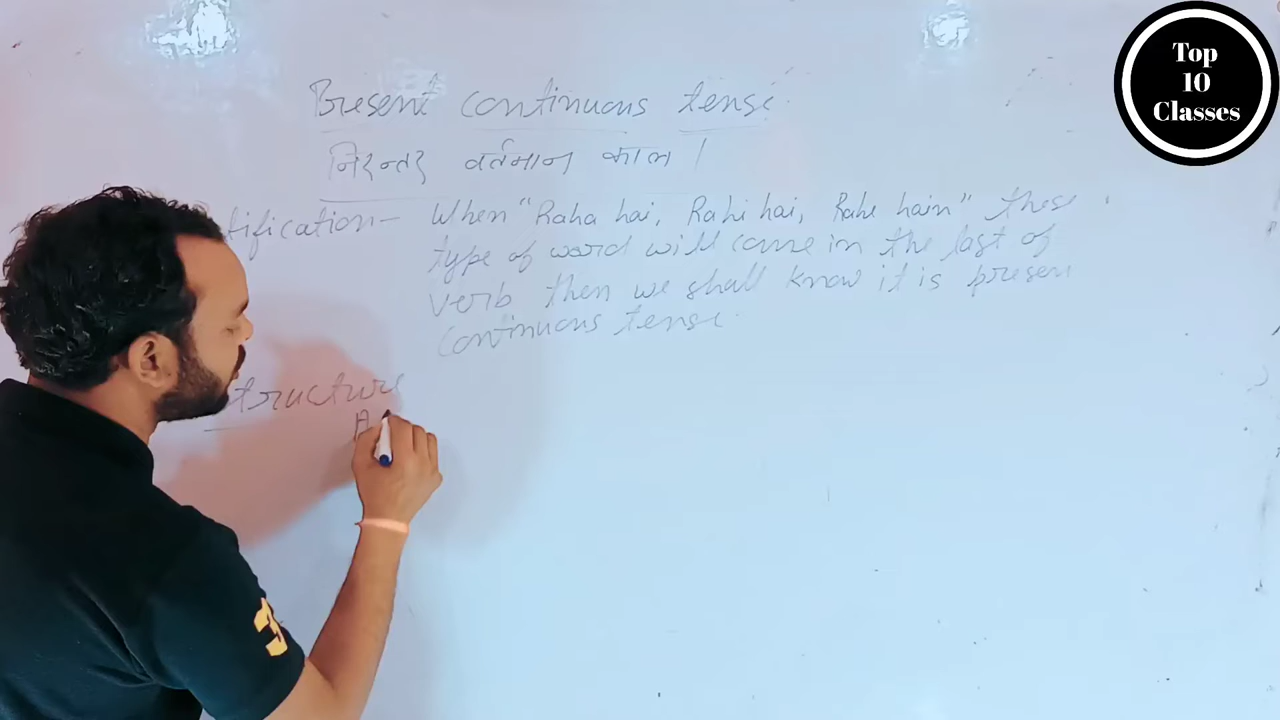 Present continuous tense
निरन्तर वर्तमान काल ।
tification- When "Raha hai, Rahi hai, Rahe hain" these
type of word will come in the last of
verb then we shall know it is present
continuous tense.
Structure
A
Top
10
Classes
3